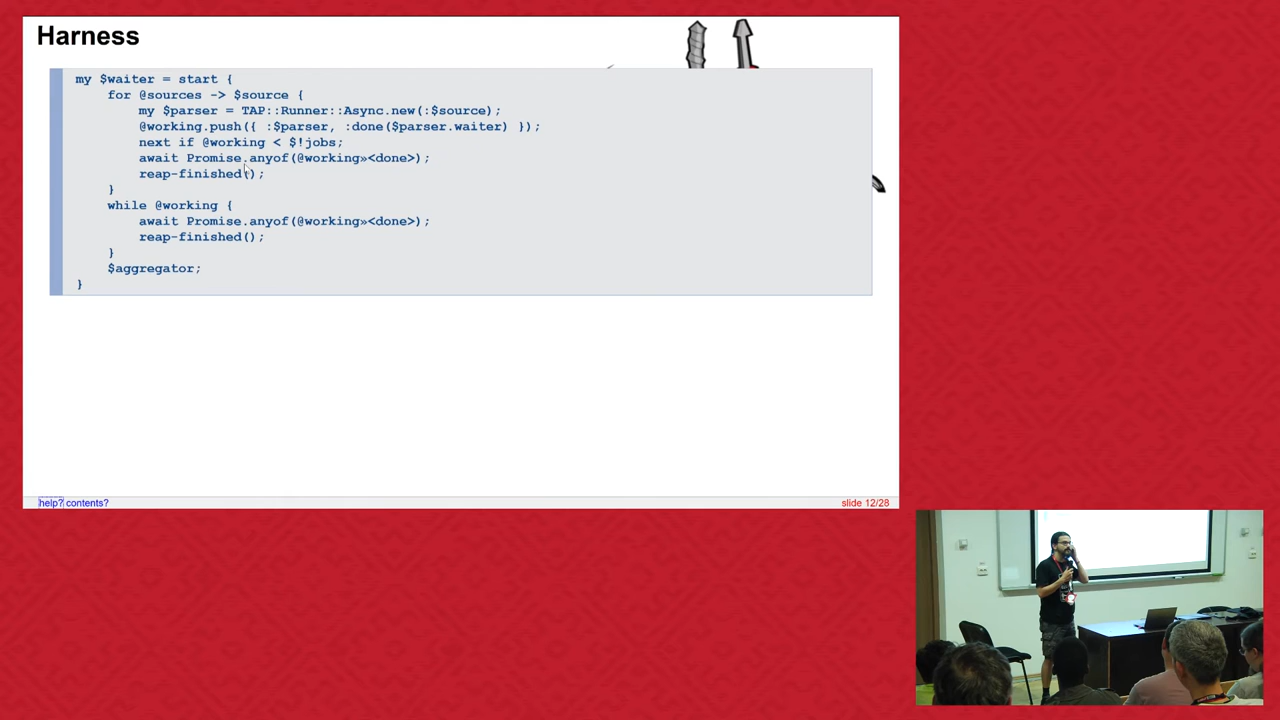 Harness
my $waiter = start {
    for @sources -> $source {
        my $parser = TAP::Runner::Async.new(:$source);
        @working.push({ :$parser, :done($parser.waiter) });
        next if @working < $!jobs;
        await Promise.anyof(@working»<done>);
        reap-finished();
    }
    while @working {
        await Promise.anyof(@working»<done>);
        reap-finished();
    }
    $aggregator;
}
help? contents?
slide 12/28